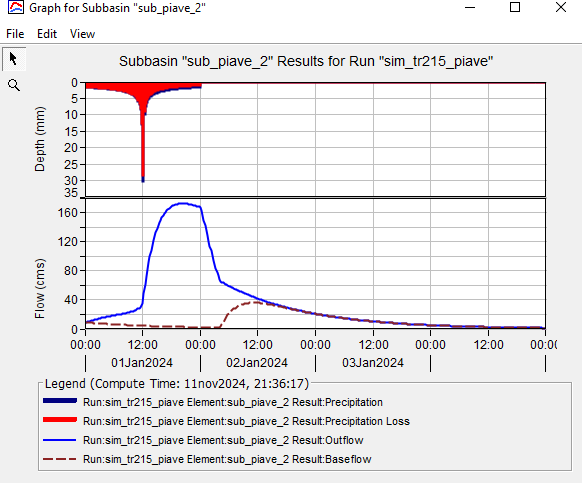 Graph for Subbasin "sub_piave_2"
File Edit View
Subbasin "sub_piave_2" Results for Run "sim_tr215_piave"
Depth (mm)
0
5
10
15
20
25
30
35
Flow (cms)
160
120
80
40
0
00:00 12:00 00:00 12:00 00:00 12:00 00:00 12:00 00:0
01Jan2024 02Jan2024 03Jan2024
Legend (Compute Time: 11nov2024, 21:36:17)
Run:sim_tr215_piave Element:sub_piave_2 Result:Precipitation
Run:sim_tr215_piave Element:sub_piave_2 Result:Precipitation Loss
Run:sim_tr215_piave Element:sub_piave_2 Result:Outflow
Run:sim_tr215_piave Element:sub_piave_2 Result:Baseflow